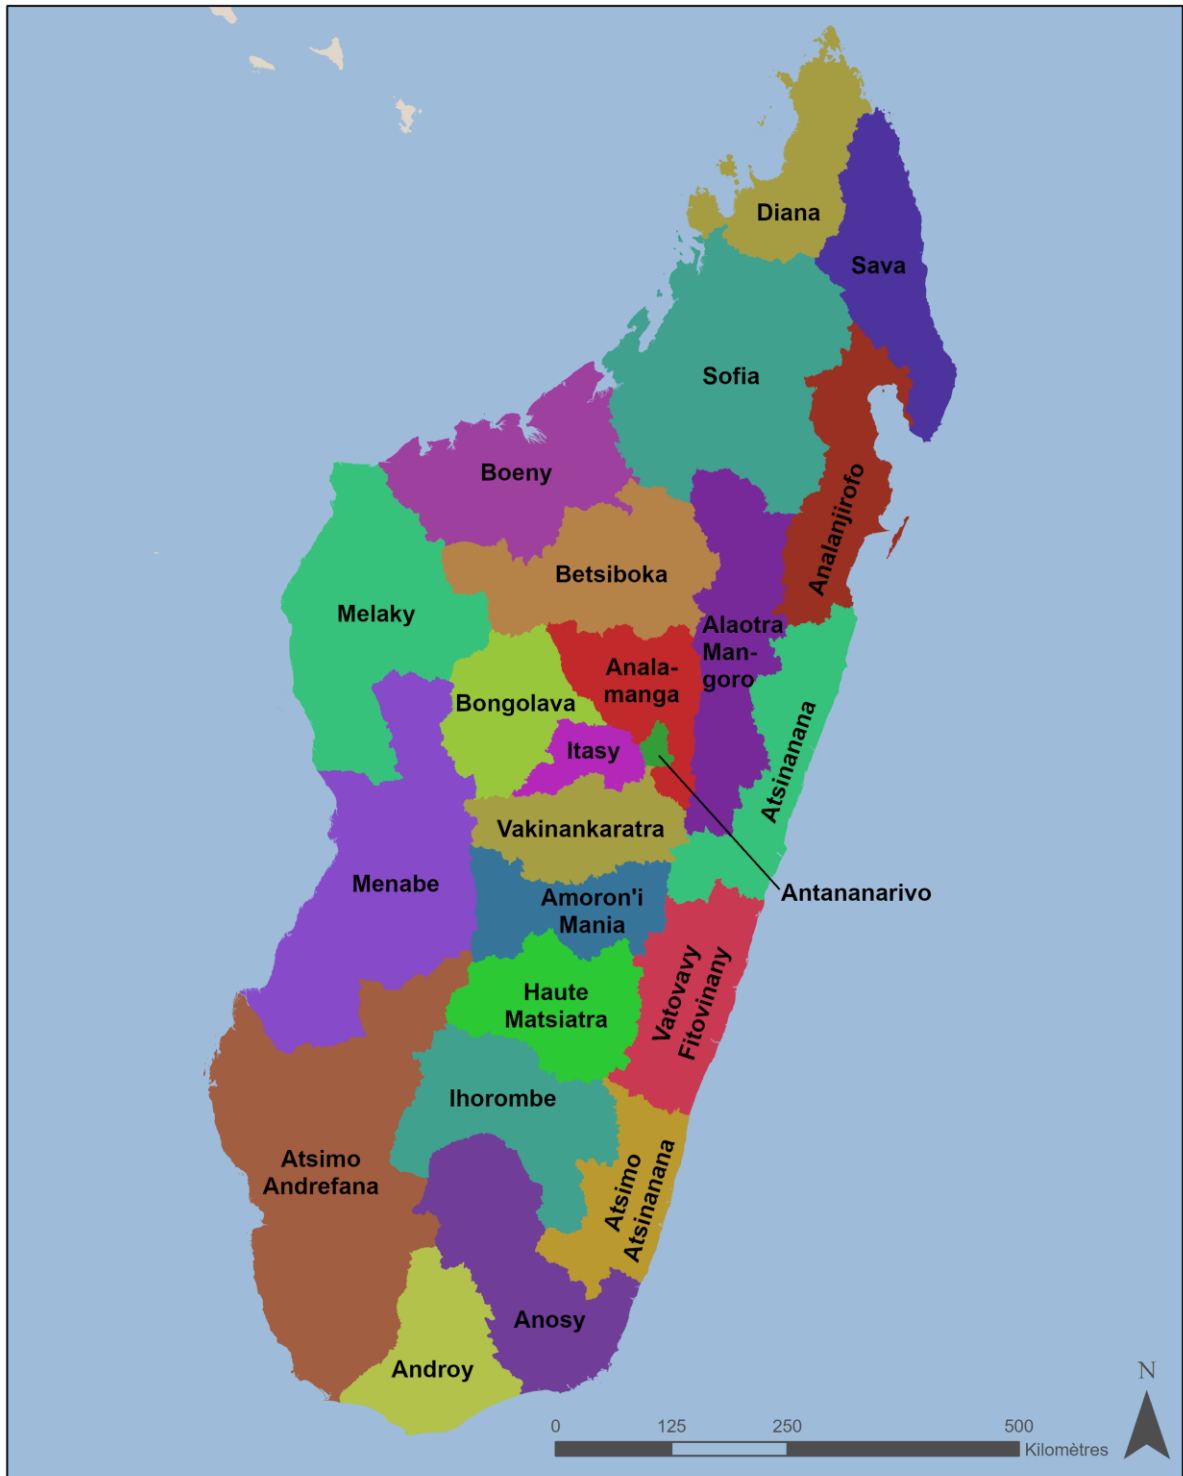 Diana
Sava
Sofia
Boeny
Analanjirofo
Betsiboka
Melaky
Alaotra
Man-
goro
Anala-
manga
Bongolava
Itasy
Atsinanana
Vakinankaratra
Menabe
Antananarivo
Amoron'i
Mania
Haute
Matsiatra
Vatovavy
Fitovinany
Ihorombe
Atsimo
Andrefana
Atsimo
Atsinanana
Anosy
Androy
N
0 125 250 500
Kilomètres